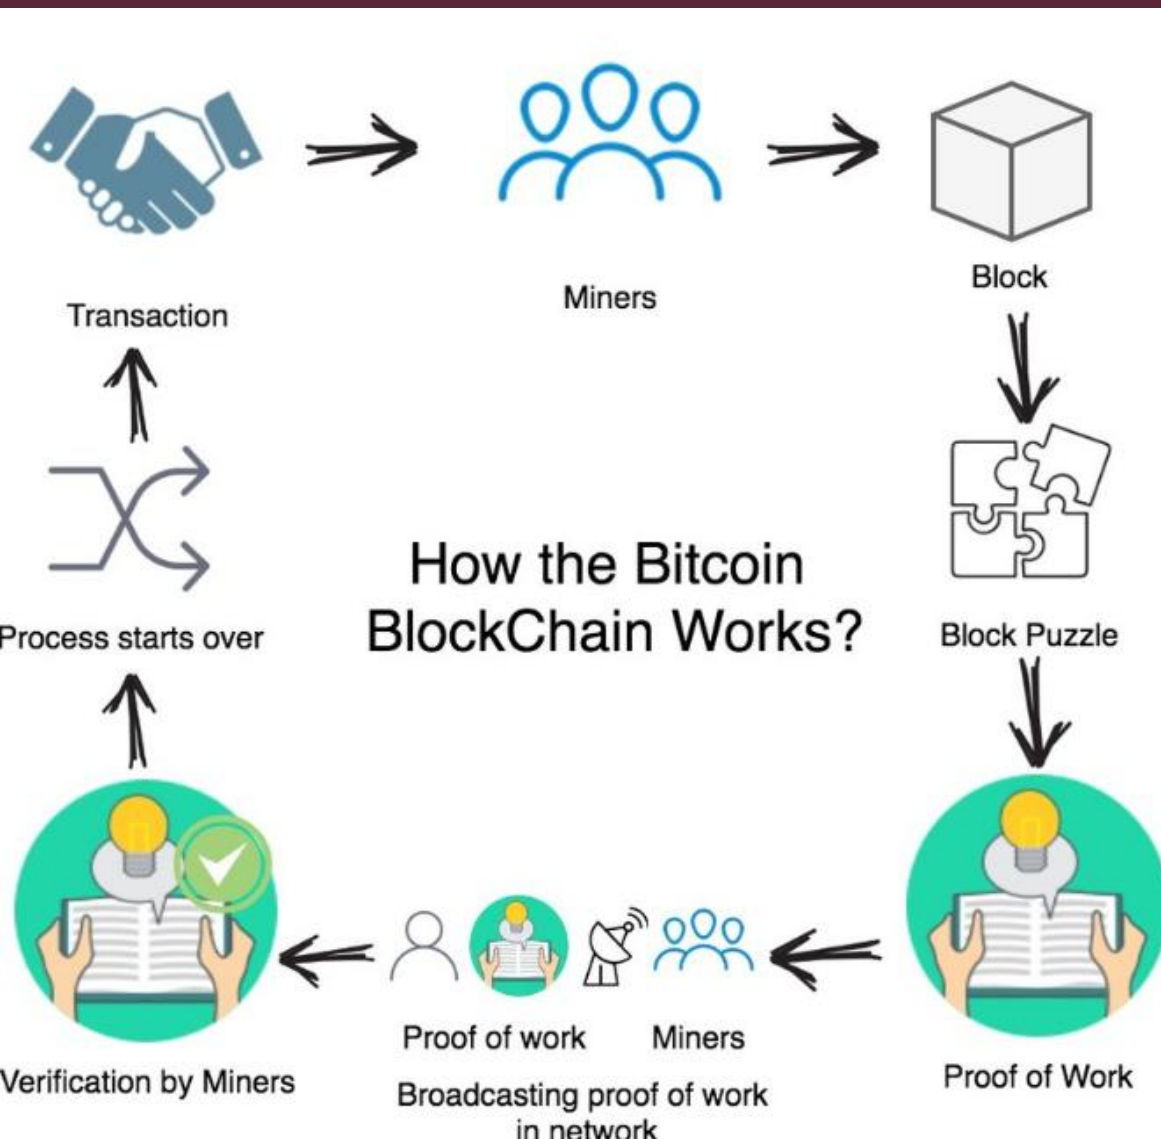 Transaction
Miners
Block
How the Bitcoin
BlockChain Works?
Process starts over
Block Puzzle
Proof of work
Miners
Broadcasting proof of work
in network
Verification by Miners
Proof of Work